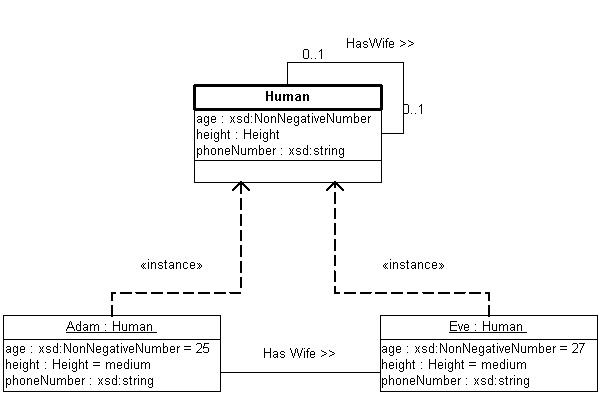 HasWife >>
0..1
Human
0..1
age : xsd:NonNegativeNumber
height : Height
phoneNumber : xsd:string
«instance»
«instance»
Adam : Human
age : xsd:NonNegativeNumber = 25
height : Height = medium
phoneNumber : xsd:string
Has Wife >>
Eve : Human
age : xsd:NonNegativeNumber = 27
height : Height = medium
phoneNumber : xsd:string